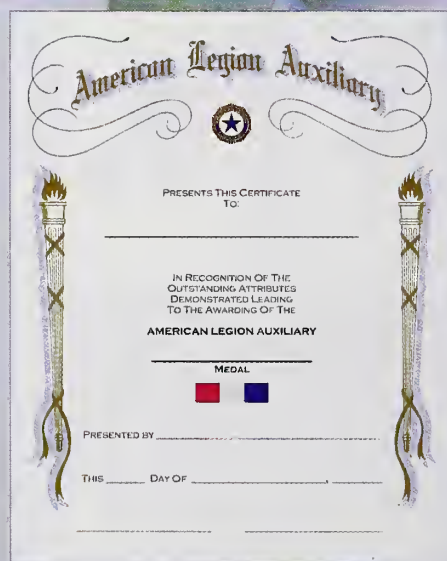 American Legion Auxiliary
PRESENTS THIS CERTIFICATE
TO:
IN RECOGNITION OF THE
OUTSTANDING ATTRIBUTES
DEMONSTRATED LEADING
TO THE AWARDING OF THE
AMERICAN LEGION AUXILIARY
MEDAL
PRESENTED BY
THIS DAY OF ,